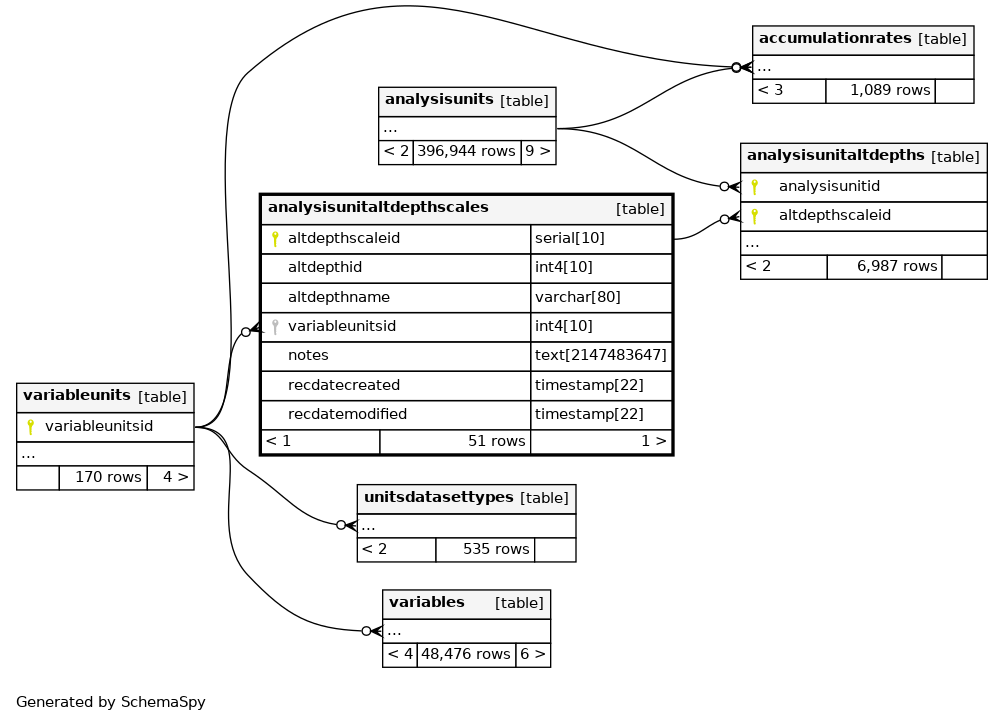 accumulationrates [table]
...
< 3 1,089 rows
analysisunits [table]
...
< 2 396,944 rows 9 >
analysisunitaltdepths [table]
analysisunitid
altdepthscaleid
...
< 2 6,987 rows
analysisunitaltdepthscales [table]
altdepthscaleid serial[10]
altdepthid int4[10]
altdepthname varchar[80]
variableunitsid int4[10]
notes text[2147483647]
recdatecreated timestamp[22]
recdatemodified timestamp[22]
< 1 51 rows 1 >
variableunits [table]
variableunitsid
...
170 rows 4 >
unitsdatasettypes [table]
...
< 2 535 rows
variables [table]
...
< 4 48,476 rows 6 >
Generated by SchemaSpy